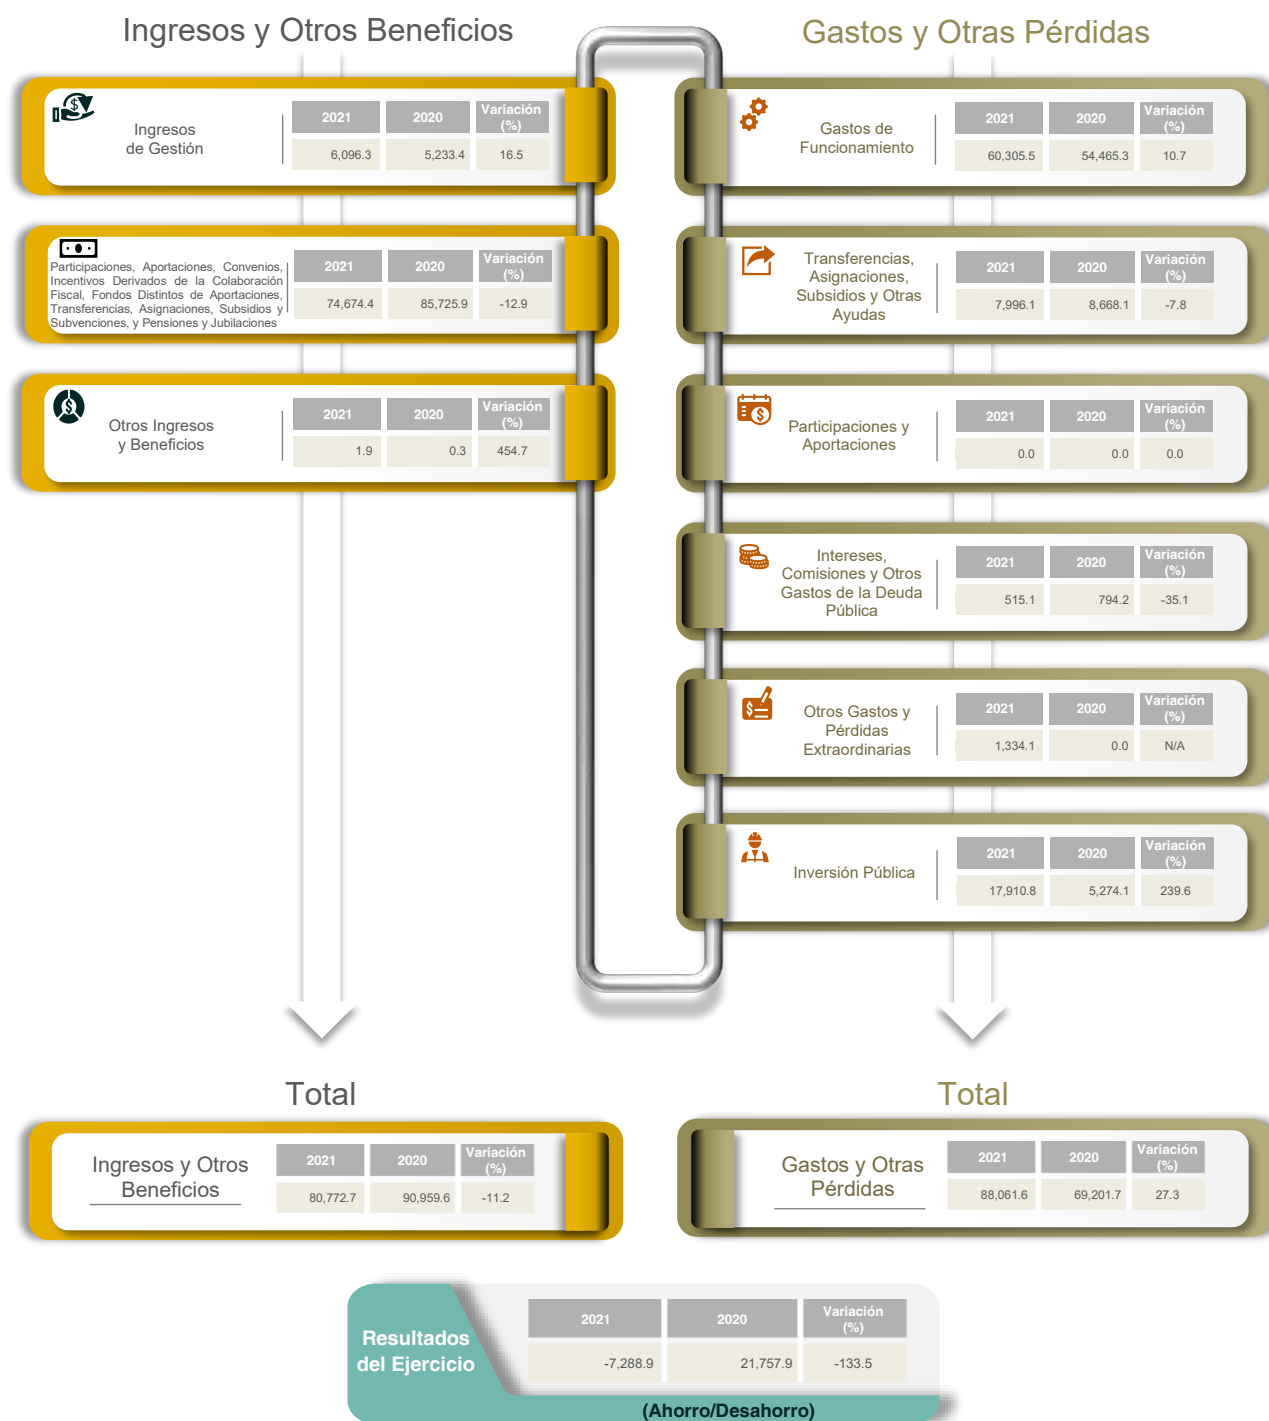 Ingresos y Otros Beneficios
Ingresos
de Gestión
2021 2020 Variación
(%)
6,096.3 5,233.4 16.5
Participaciones, Aportaciones, Convenios,
Incentivos Derivados de la Colaboración
Fiscal, Fondos Distintos de Aportaciones,
Transferencias, Asignaciones, Subsidios y
Subvenciones, y Pensiones y Jubilaciones
2021 2020 Variación
(%)
74,674.4 85,725.9 -12.9
Otros Ingresos
y Beneficios
2021 2020 Variación
(%)
1.9 0.3 454.7
Gastos y Otras Pérdidas
Gastos de
Funcionamiento
2021 2020 Variación
(%)
60,305.5 54,465.3 10.7
Transferencias,
Asignaciones,
Subsidios y Otras
Ayudas
2021 2020 Variación
(%)
7,996.1 8,668.1 -7.8
Participaciones y
Aportaciones
2021 2020 Variación
(%)
0.0 0.0 0.0
Intereses,
Comisiones y Otros
Gastos de la Deuda
Pública
2021 2020 Variación
(%)
515.1 794.2 -35.1
Otros Gastos y
Pérdidas
Extraordinarias
2021 2020 Variación
(%)
1,334.1 0.0 N/A
Inversión Pública
2021 2020 Variación
(%)
17,910.8 5,274.1 239.6
Total
Ingresos y Otros
Beneficios
2021 2020 Variación
(%)
80,772.7 90,959.6 -11.2
Total
Gastos y Otras
Pérdidas
2021 2020 Variación
(%)
88,061.6 69,201.7 27.3
Resultados
del Ejercicio
2021 2020 Variación
(%)
-7,288.9 21,757.9 -133.5
(Ahorro/Desahorro)